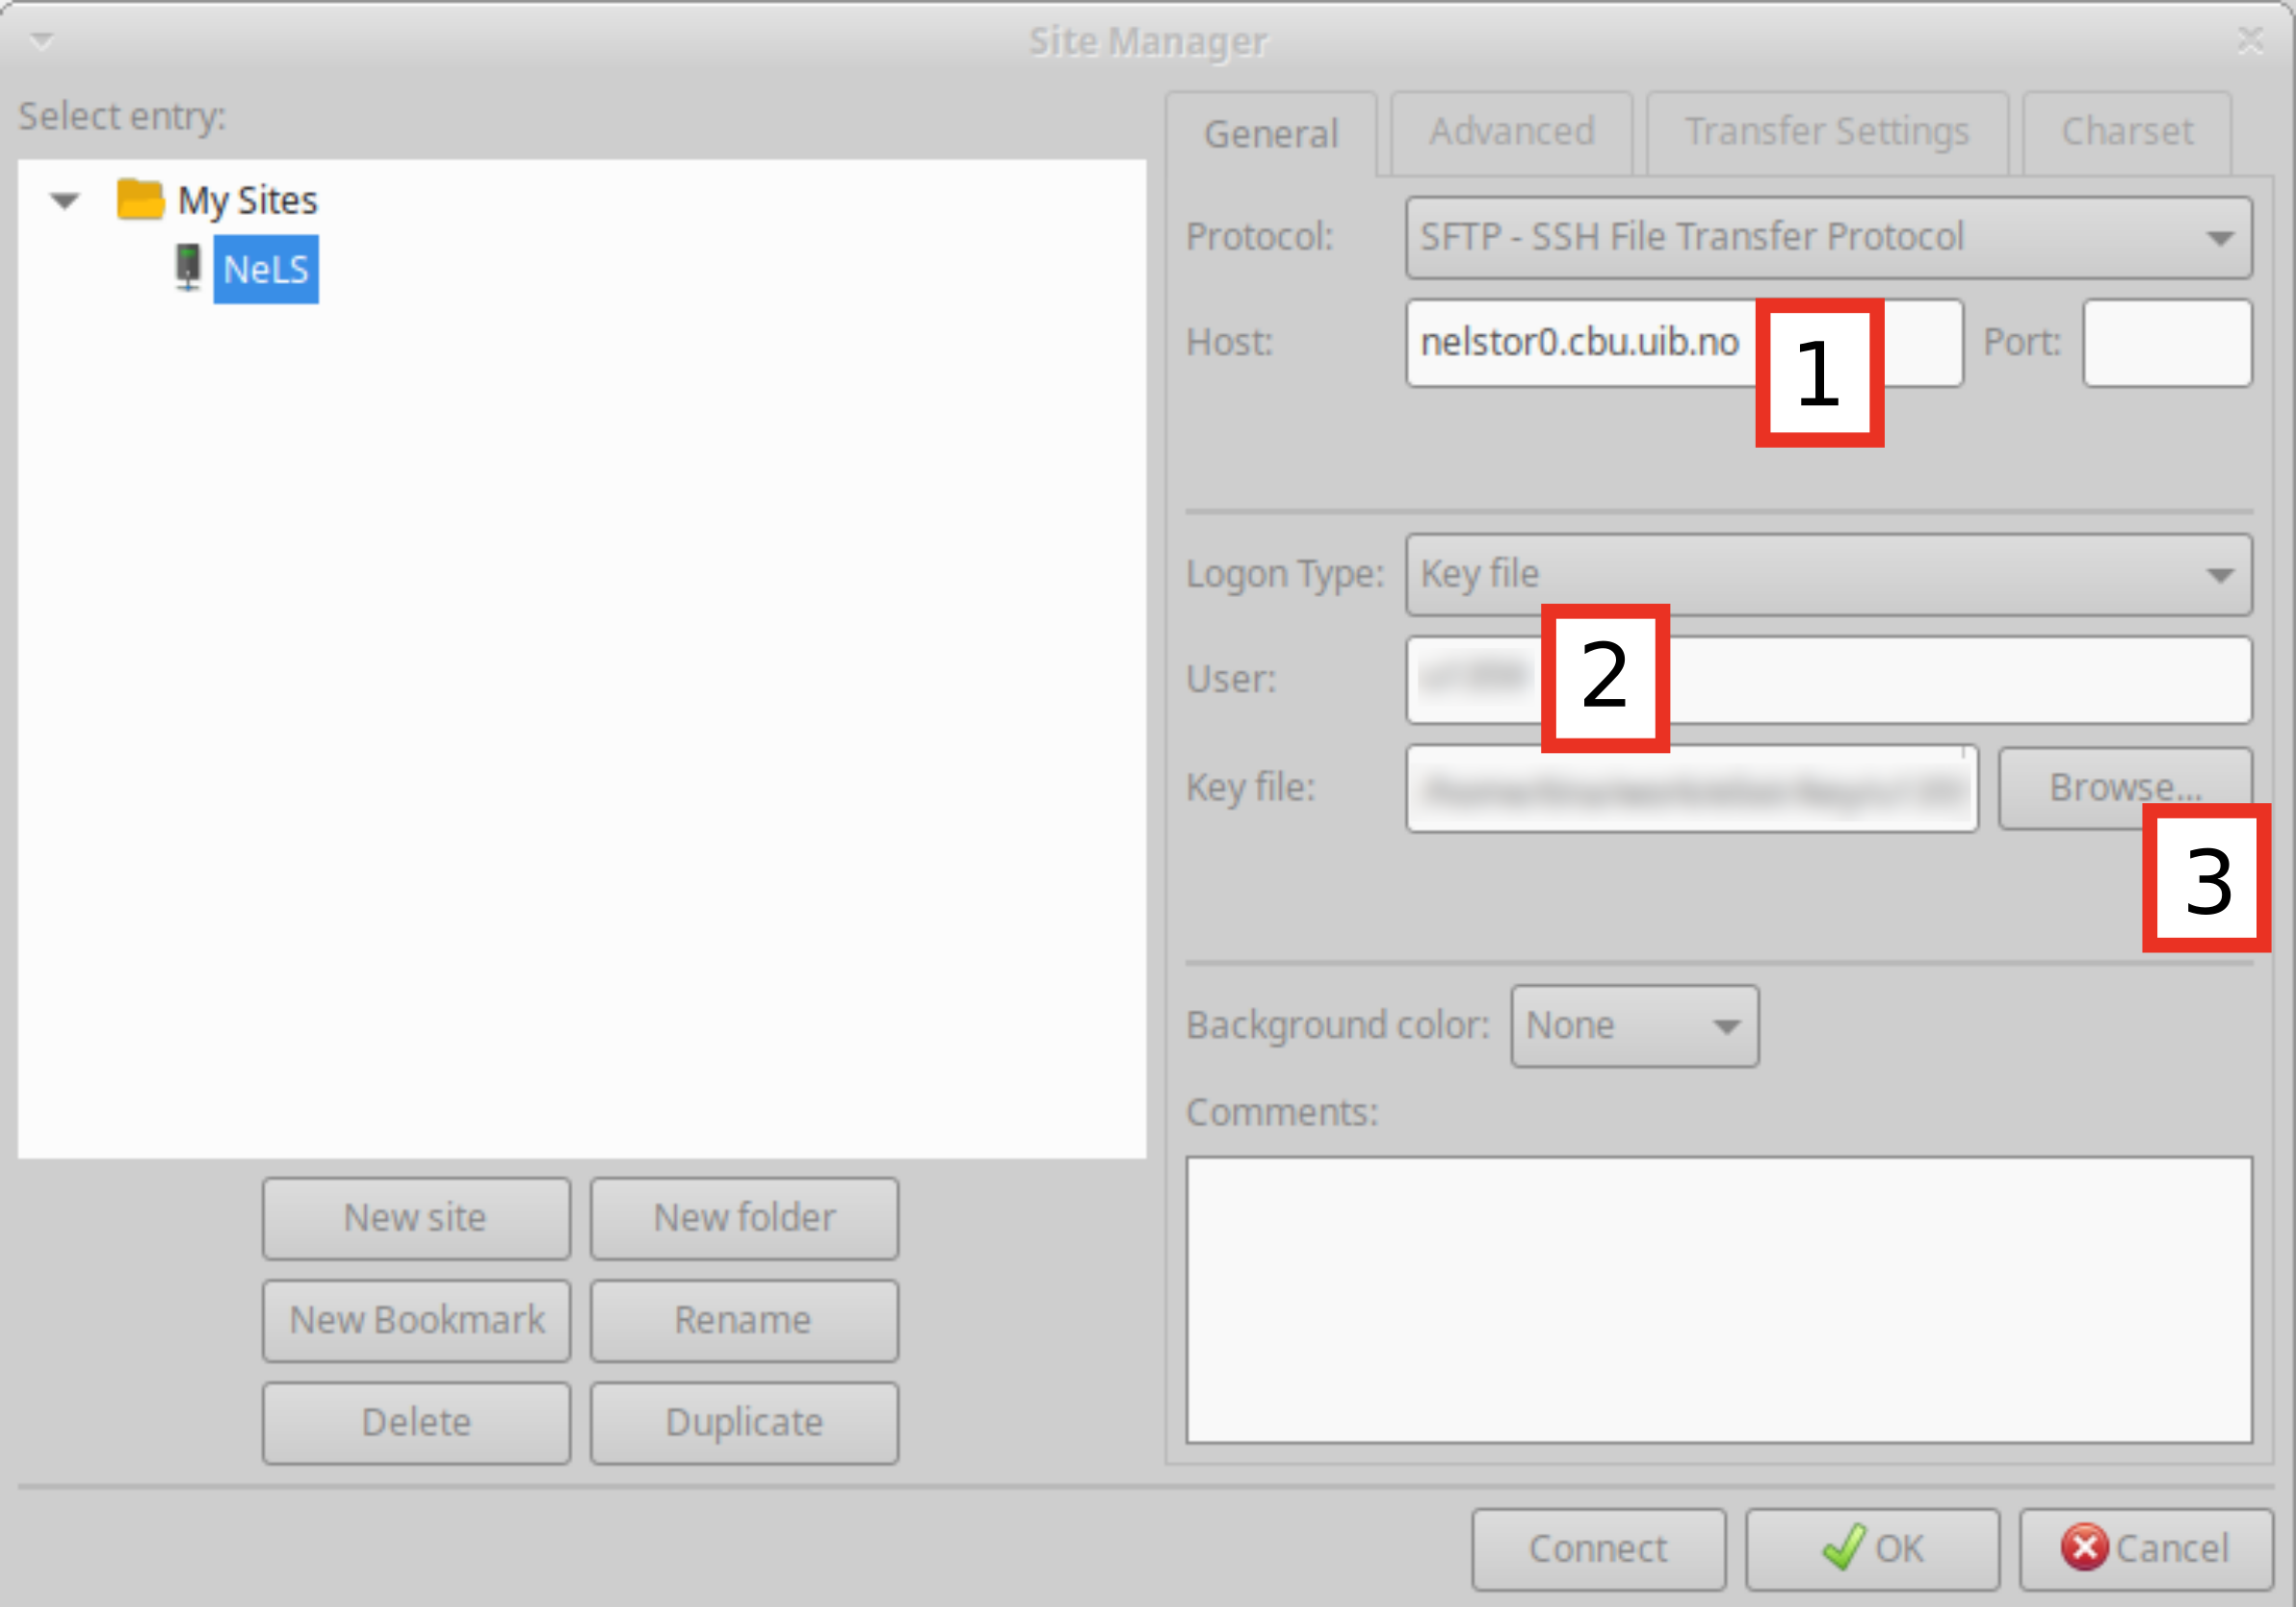 Site Manager
Select entry:
My Sites
NeLS
New site
New folder
New Bookmark
Rename
Delete
Duplicate
General
Advanced
Transfer Settings
Charset
Protocol:
SFTP - SSH File Transfer Protocol
Host:
nelstor0.cbu.uib.no
1
Port:
Logon Type:
Key file
User:
2
Key file:
Browse...
3
Background color:
None
Comments:
Connect
OK
Cancel